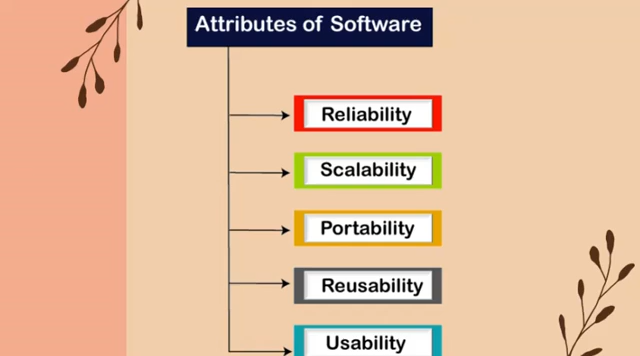 Attributes of Software
Reliability
Scalability
Portability
Reusability
Usability